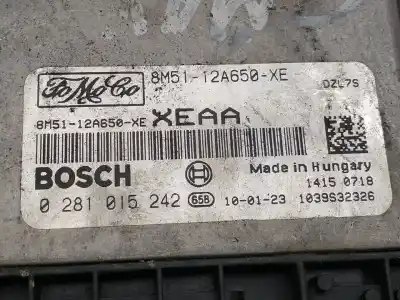 FoMoCo 8M51-12A650-XE DZL7S
8M51-12A650-XE XEAA
BOSCH Made in Hungary
1415 0718
0 281 015 242 658 10-01-23 1039S32326